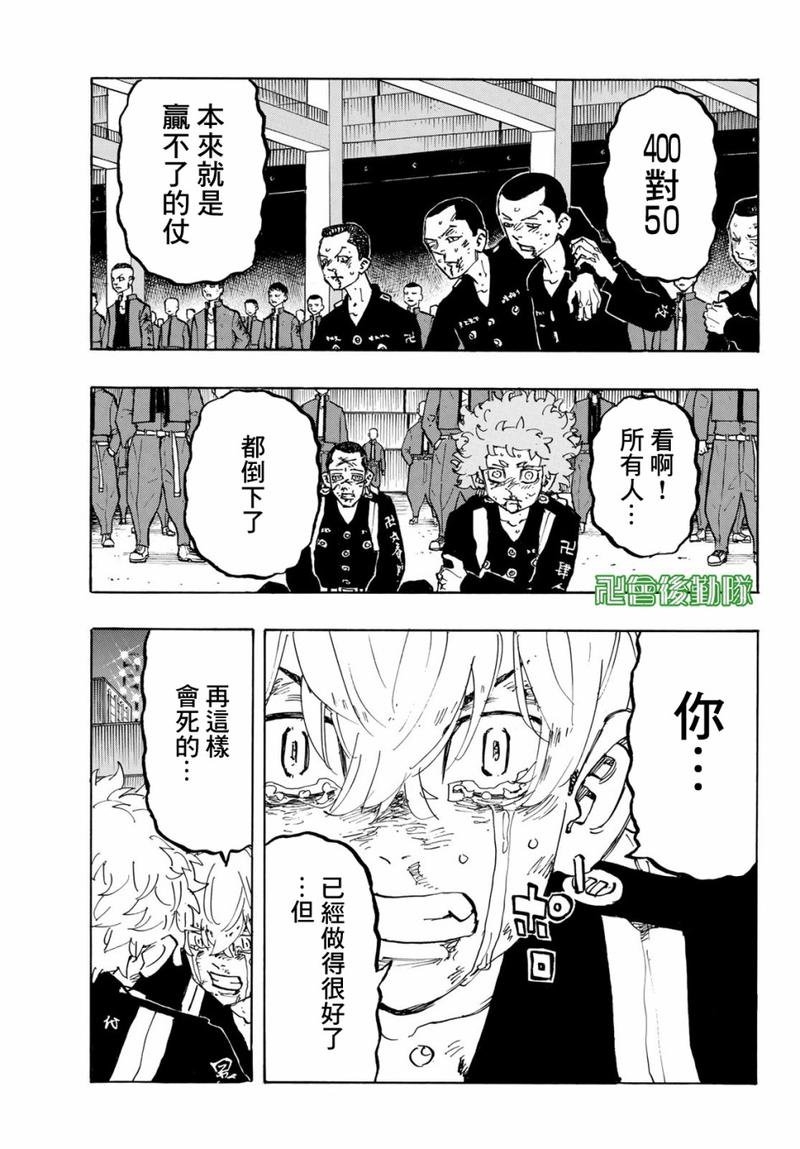 400
對
50
本來就是
贏不了的仗
看啊！
所有人…
都倒下了
卍會後勤隊
你…
已經做得很好了
…但
ポロ
再這樣
會死的…